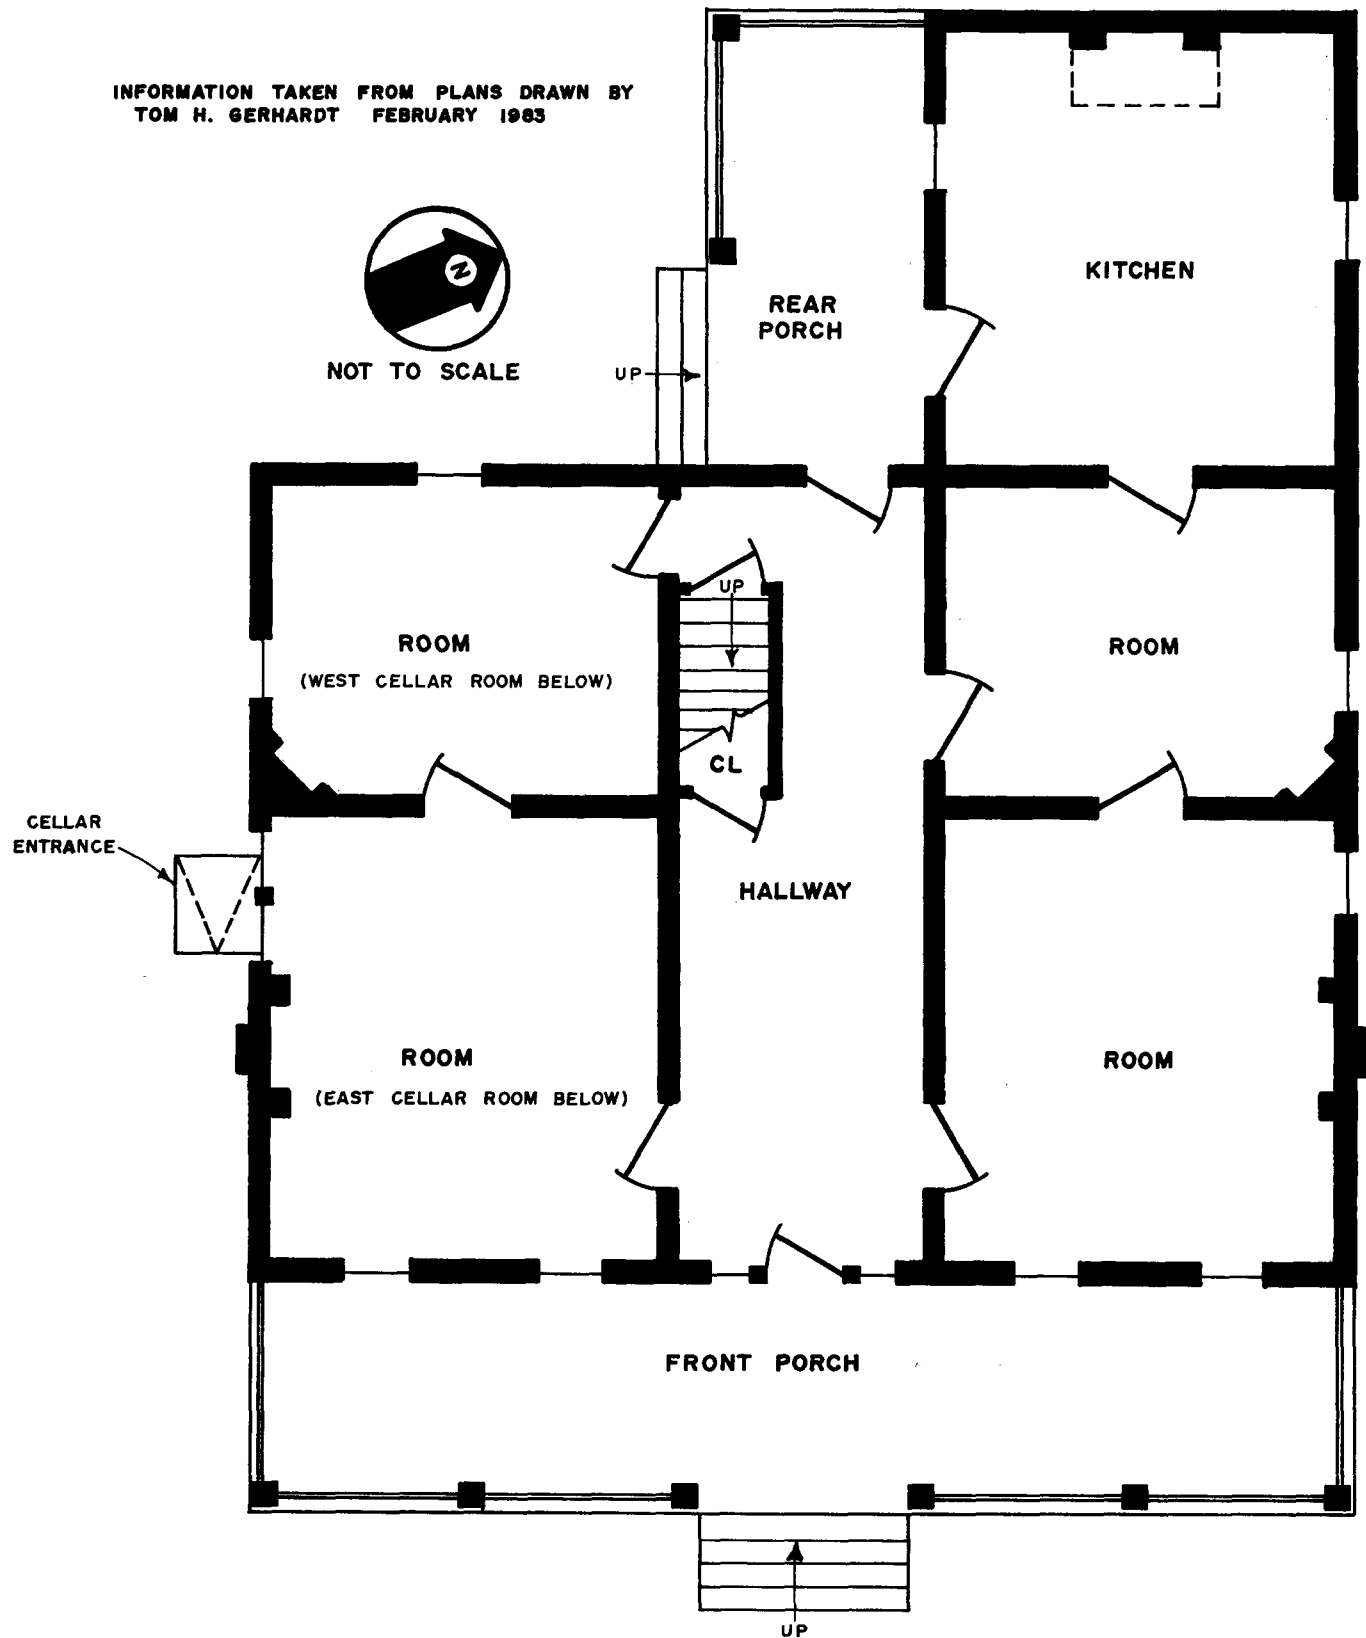 INFORMATION TAKEN FROM PLANS DRAWN BY
TOM H. GERHARDT FEBRUARY 1983
N
NOT TO SCALE
KITCHEN
REAR
PORCH
UP
UP
ROOM
(WEST CELLAR ROOM BELOW)
ROOM
CL
CELLAR
ENTRANCE
HALLWAY
ROOM
(EAST CELLAR ROOM BELOW)
ROOM
FRONT PORCH
UP